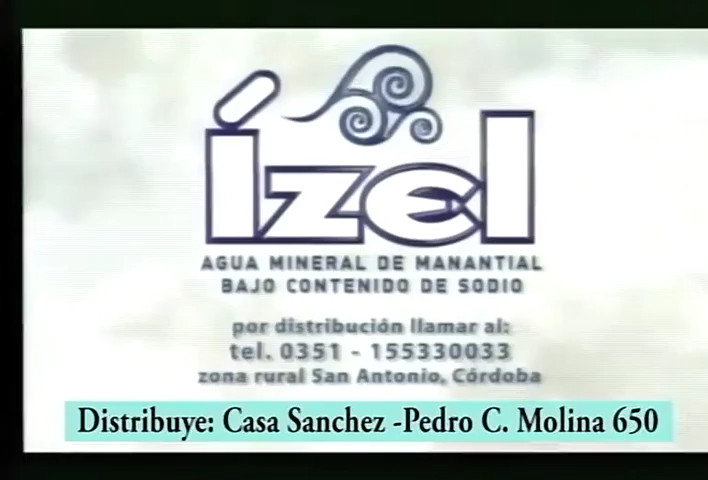 Ízel
AGUA MINERAL DE MANANTIAL
BAJO CONTENIDO DE SODIO
por distribución llamar al:
tel. 0351 - 155330033
zona rural San Antonio, Córdoba
Distribuye: Casa Sanchez -Pedro C. Molina 650